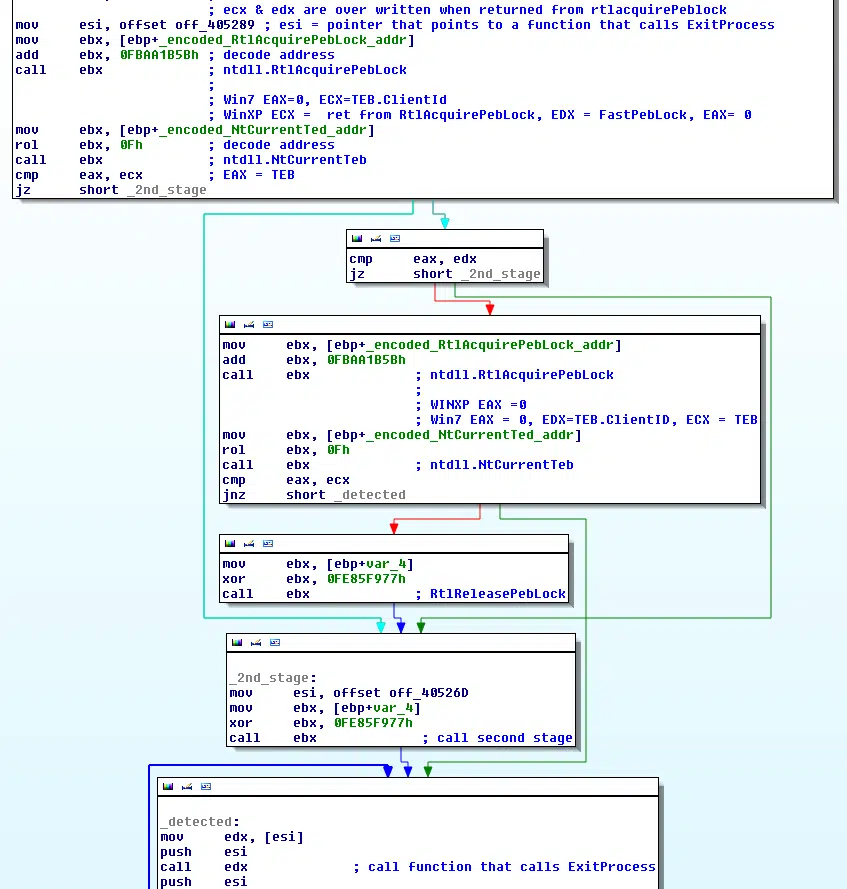 ; ecx & edx are over written when returned from rtlacquirePeblock
mov esi, offset off_405289 ; esi = pointer that points to a function that calls ExitProcess
mov ebx, [ebp+_encoded_RtlAcquirePebLock_addr]
add ebx, 0FBAA1B5Bh ; decode address
call ebx ; ntdll.RtlAcquirePebLock
;
; Win7 EAX=0, ECX=TEB.ClientId
; WinXP ECX = ret from RtlAcquirePebLock, EDX = FastPebLock, EAX= 0
mov ebx, [ebp+_encoded_NtCurrentTed_addr]
rol ebx, 0Fh ; decode address
call ebx ; ntdll.NtCurrentTeb
cmp eax, ecx ; EAX = TEB
jz short _2nd_stage
cmp eax, edx
jz short _2nd_stage
mov ebx, [ebp+_encoded_RtlAcquirePebLock_addr]
add ebx, 0FBAA1B5Bh
call ebx ; ntdll.RtlAcquirePebLock
;
; WINXP EAX =0
; Win7 EAX = 0, EDX=TEB.ClientID, ECX = TEB
mov ebx, [ebp+_encoded_NtCurrentTed_addr]
rol ebx, 0Fh
call ebx ; ntdll.NtCurrentTeb
cmp eax, ecx
jnz short _detected
mov ebx, [ebp+var_4]
xor ebx, 0FE85F977h
call ebx ; RtlReleasePebLock
_2nd_stage:
mov esi, offset off_40526D
mov ebx, [ebp+var_4]
xor ebx, 0FE85F977h
call ebx ; call second stage
_detected:
mov edx, [esi]
push esi
call edx ; call function that calls ExitProcess
push esi